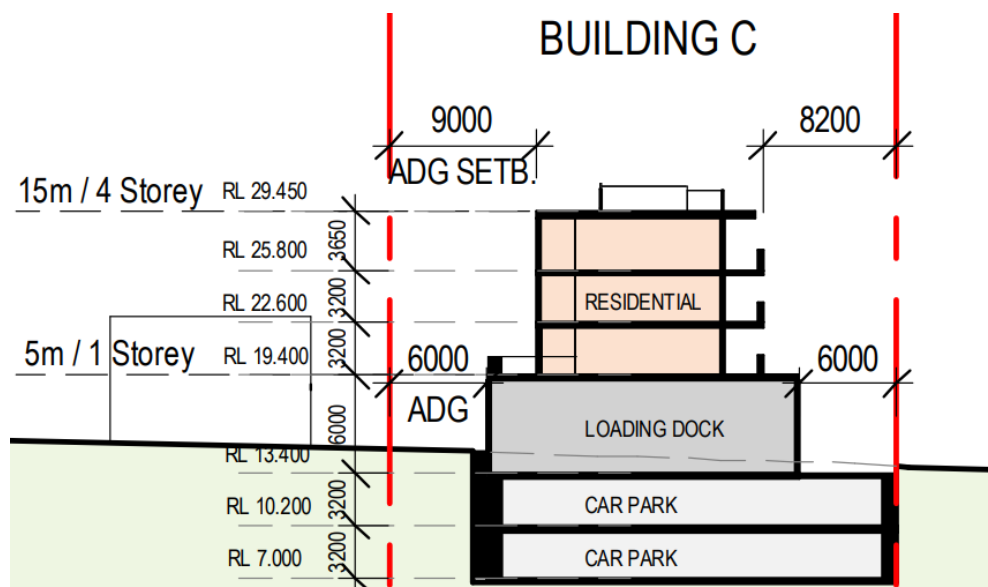 BUILDING C
9000
8200
ADG SETB.
15m / 4 Storey
RL 29.450
3650
RL 25.800
3200
RL 22.600
RESIDENTIAL
3200
5m / 1 Storey
RL 19.400
6000
6000
ADG
6000
LOADING DOCK
RL 13.400
3200
RL 10.200
CAR PARK
3200
RL 7.000
CAR PARK